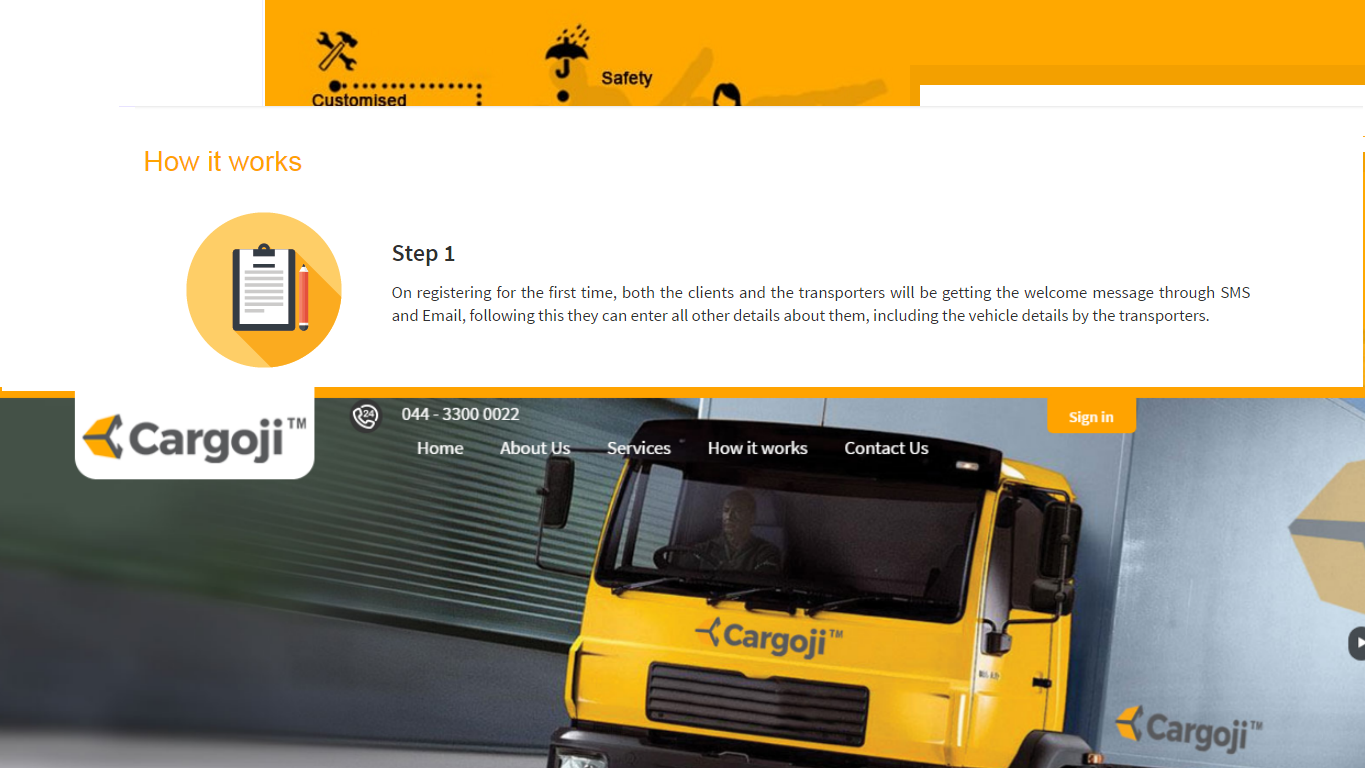 Safety
Customised
How it works
Step 1
On registering for the first time, both the clients and the transporters will be getting the welcome message through SMS
and Email, following this they can enter all other details about them, including the vehicle details by the transporters.
Cargoji™
24
044 - 3300 0022
Sign in
Home About Us Services How it works Contact Us
Cargoji™
Cargoji™